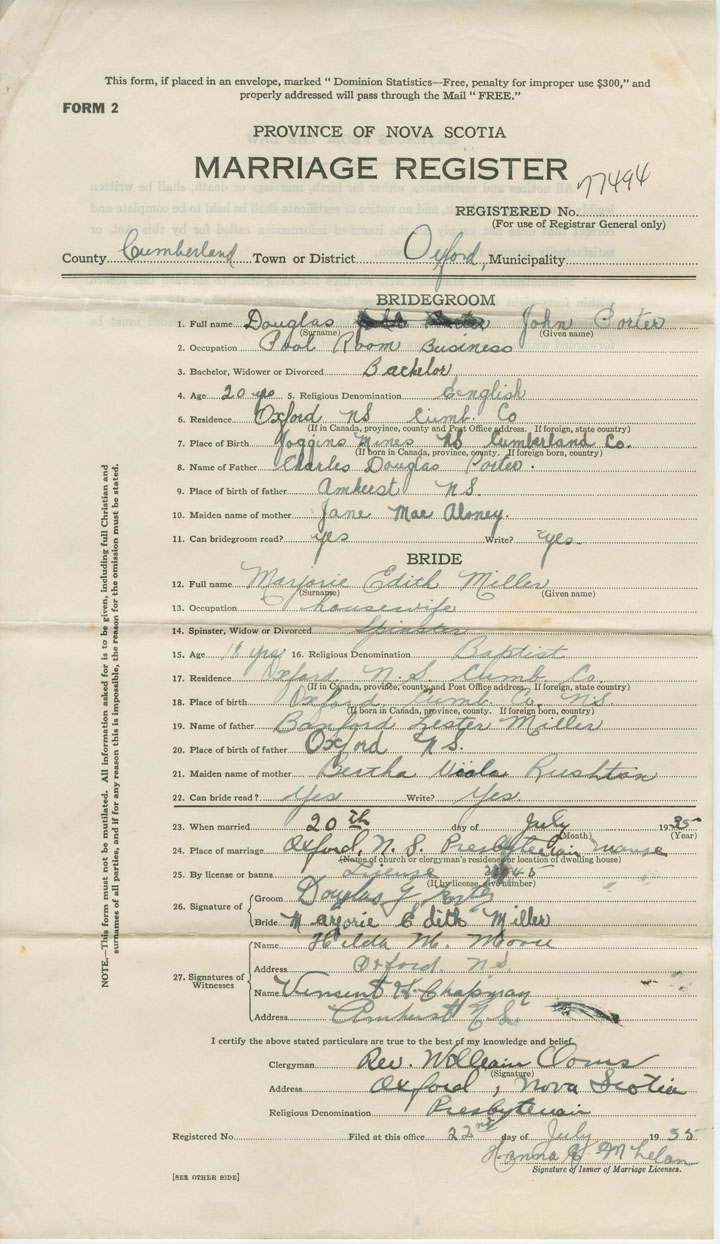 This form, if placed in an envelope, marked “ Dominion Statistics—Free, penalty for improper use $300,” and
properly addressed will pass through the Mail “ FREE.”
FORM 2
PROVINCE OF NOVA SCOTIA
MARRIAGE REGISTER
77494
REGISTERED No.
(For use of Registrar General only)
County Cumberland Town or District Oxford, Municipality
BRIDEGROOM
1. Full name Douglas John Porter
(Surname) (Given name)
2. Occupation Pool Room Business
3. Bachelor, Widower or Divorced Bachelor
4. Age 20 yrs 5. Religious Denomination English
6. Residence Oxford NS Cumb. Co
(If in Canada, province, county and Post Office address. If foreign, state country)
7. Place of Birth Joggins Mines NS Cumberland Co.
(If born in Canada, province, county. If foreign born, country)
8. Name of Father Charles Douglas Porter.
9. Place of birth of father Amherst N.S.
10. Maiden name of mother Jane Mae Aloney.
11. Can bridegroom read? yes Write? yes.
BRIDE
12. Full name Marjorie Edith Miller
(Surname) (Given name)
13. Occupation housewife
14. Spinster, Widow or Divorced Spinster
15. Age yrs 16. Religious Denomination Baptist
17. Residence Oxford N.S. Cumb. Co.
(If in Canada, province, county and Post Office address. If foreign, state country)
18. Place of birth Oxford Cumb. Co. N.S.
(If born in Canada, province, county. If foreign born, country)
19. Name of father Banford Lester Miller
20. Place of birth of father Oxford N.S.
21. Maiden name of mother Bertha Viola Rushton
22. Can bride read? Yes Write? Yes.
23. When married 20th day of July 1935
(Month) (Year)
24. Place of marriage Oxford, N.S. Presbyterian manse
(Name of church or clergyman's residence or location of dwelling house)
25. By license or banns License
(If by license, give number)
26. Signature of
Groom Douglas J. Porter
Bride Marjorie Edith Miller
27. Signatures of Witnesses
Name Hilda M. Moore
Address Oxford. N.S.
Name Vinsent H. Chapman
Address Amherst N.S.
I certify the above stated particulars are true to the best of my knowledge and belief.
Clergyman Rev. William Ooms
(Signature)
Address Oxford, Nova Scotia
Religious Denomination Presbyterian
Registered No. Filed at this office 22nd day of July 1935
Hanna
Signature of Issuer of Marriage Licenses.
[SEE OTHER SIDE]
NOTE.—This form must not be mutilated. All information asked for is to be given, including full Christian and
surnames of all parties, and if for any reason this is impossible, the reason for the omission must be stated.